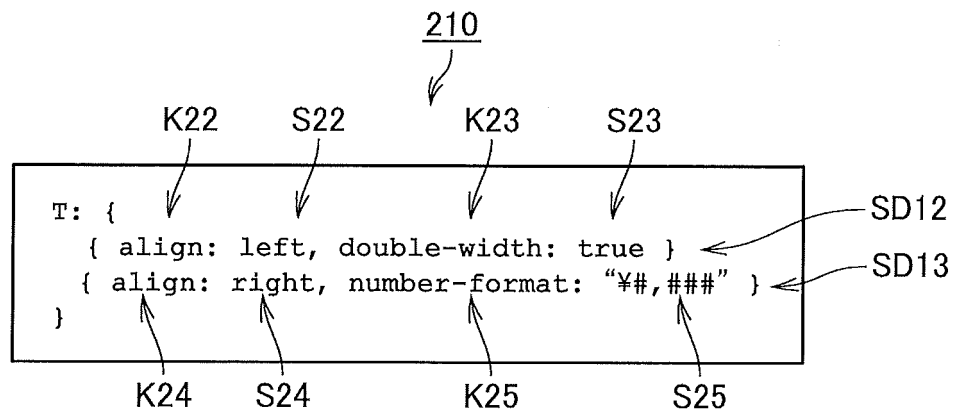 210
K22 S22 K23 S23
T: {
{ align: left, double-width: true } SD12
{ align: right, number-format: “¥#,###” } SD13
}
K24 S24 K25 S25